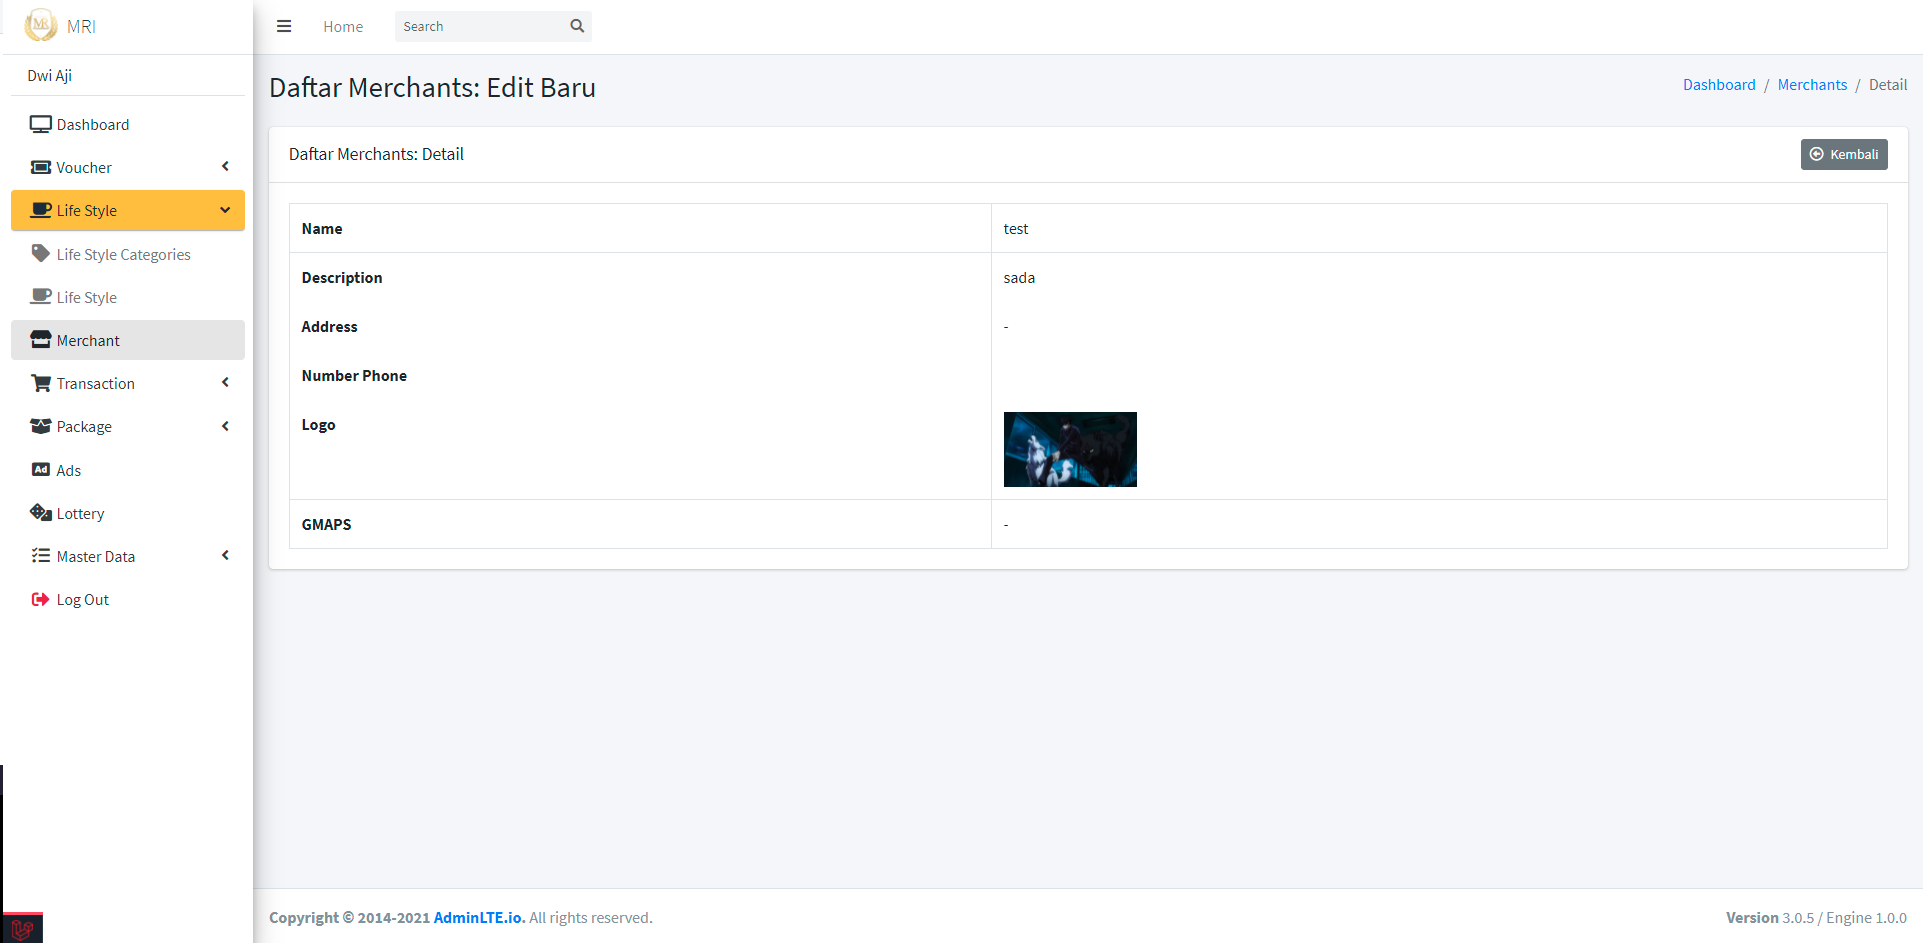 MRI
Home
Search
Dwi Aji
Dashboard
Voucher
Life Style
Life Style Categories
Life Style
Merchant
Transaction
Package
Ad Ads
Lottery
Master Data
Log Out
Daftar Merchants: Edit Baru
Dashboard / Merchants / Detail
Daftar Merchants: Detail
Kembali
Name test
Description sada
Address -
Number Phone
Logo
GMAPS -
Copyright © 2014-2021 AdminLTE.io. All rights reserved.
Version 3.0.5 / Engine 1.0.0